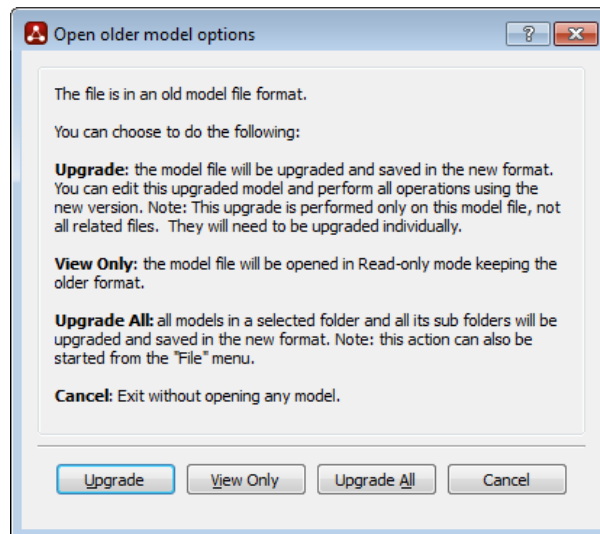 Open older model options
The file is in an old model file format.
You can choose to do the following:
Upgrade: the model file will be upgraded and saved in the new format.
You can edit this upgraded model and perform all operations using the
new version. Note: This upgrade is performed only on this model file, not
all related files.  They will need to be upgraded individually.
View Only: the model file will be opened in Read-only mode keeping the
older format.
Upgrade All: all models in a selected folder and all its sub folders will be
upgraded and saved in the new format. Note: this action can also be
started from the "File" menu.
Cancel: Exit without opening any model.
Upgrade View Only Upgrade All Cancel